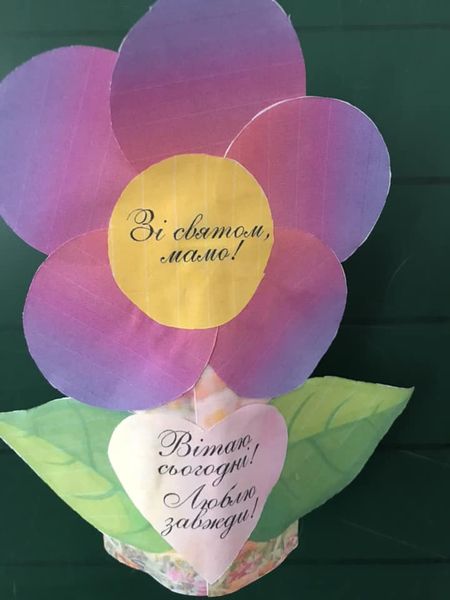 Зі святом,
мамо!
Вітаю
сьогодні!
Люблю
завжди!